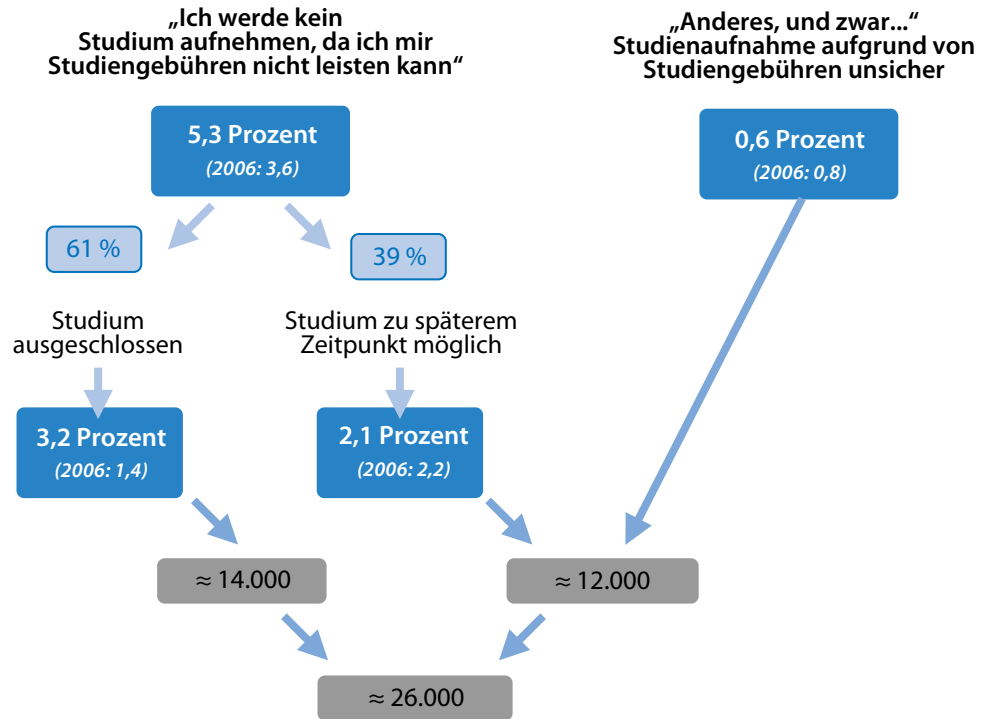 „Ich werde kein
Studium aufnehmen, da ich mir
Studiengebühren nicht leisten kann“
„Anderes, und zwar...“
Studienaufnahme aufgrund von
Studiengebühren unsicher
5,3 Prozent
(2006: 3,6)
0,6 Prozent
(2006: 0,8)
61 %
39 %
Studium
ausgeschlossen
Studium zu späterem
Zeitpunkt möglich
3,2 Prozent
(2006: 1,4)
2,1 Prozent
(2006: 2,2)
≈ 14.000
≈ 12.000
≈ 26.000